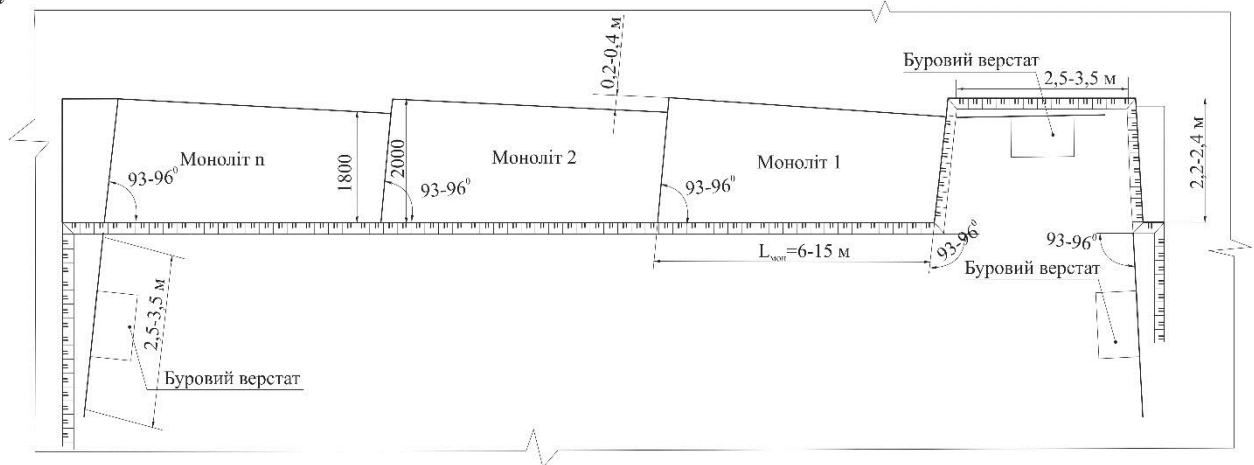 0,2-0,4 м
Буровий верстат
2,5-3,5 м
Моноліт n
1800
2000
Моноліт 2
Моноліт 1
2,2-2,4 м
93-96⁰
93-96⁰
93-96⁰
93-96⁰
93-96⁰
Lмон=6-15 м
Буровий верстат
2,5-3,5 м
Буровий верстат